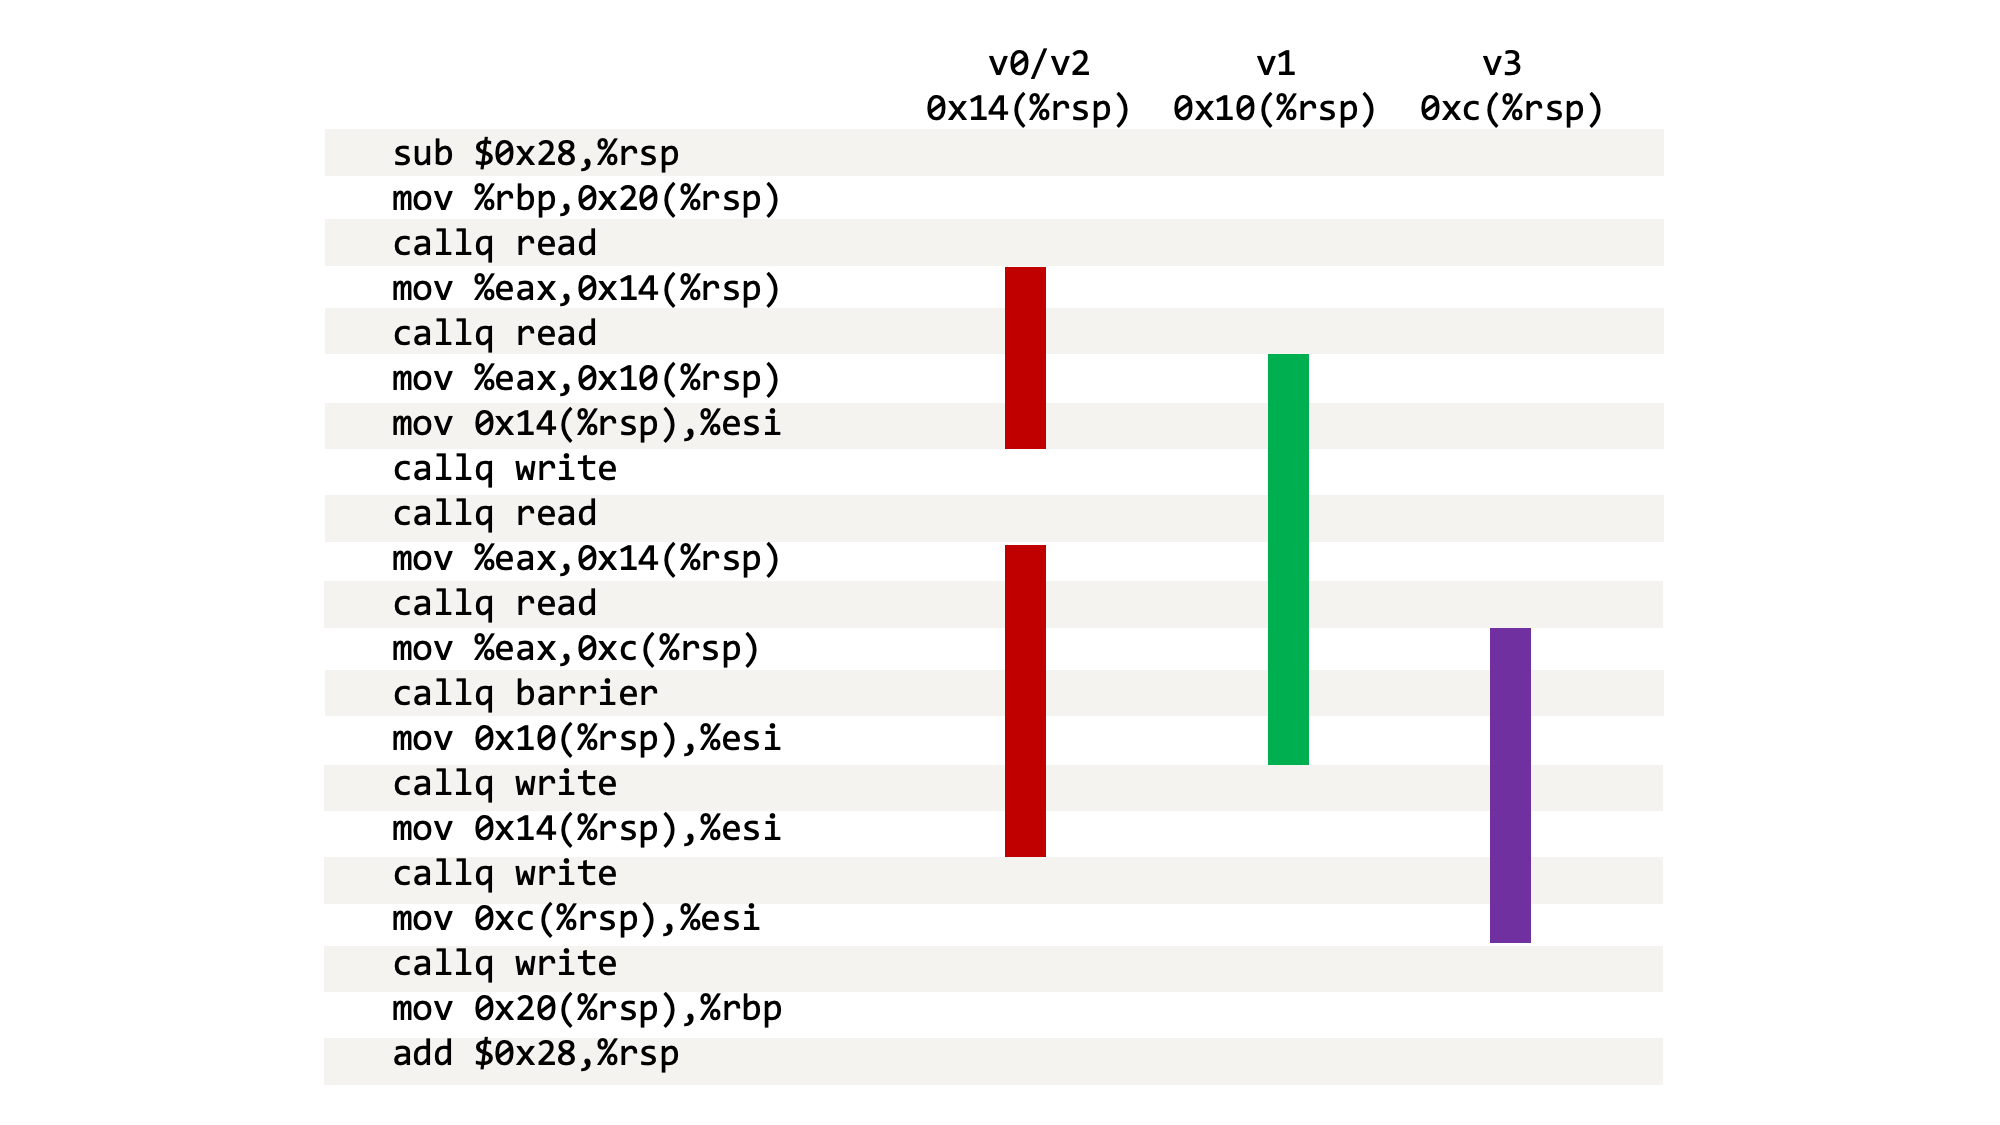 v0/v2 v1 v3
0x14(%rsp) 0x10(%rsp) 0xc(%rsp)
sub $0x28,%rsp
mov %rbp,0x20(%rsp)
callq read
mov %eax,0x14(%rsp)
callq read
mov %eax,0x10(%rsp)
mov 0x14(%rsp),%esi
callq write
callq read
mov %eax,0x14(%rsp)
callq read
mov %eax,0xc(%rsp)
callq barrier
mov 0x10(%rsp),%esi
callq write
mov 0x14(%rsp),%esi
callq write
mov 0xc(%rsp),%esi
callq write
mov 0x20(%rsp),%rbp
add $0x28,%rsp